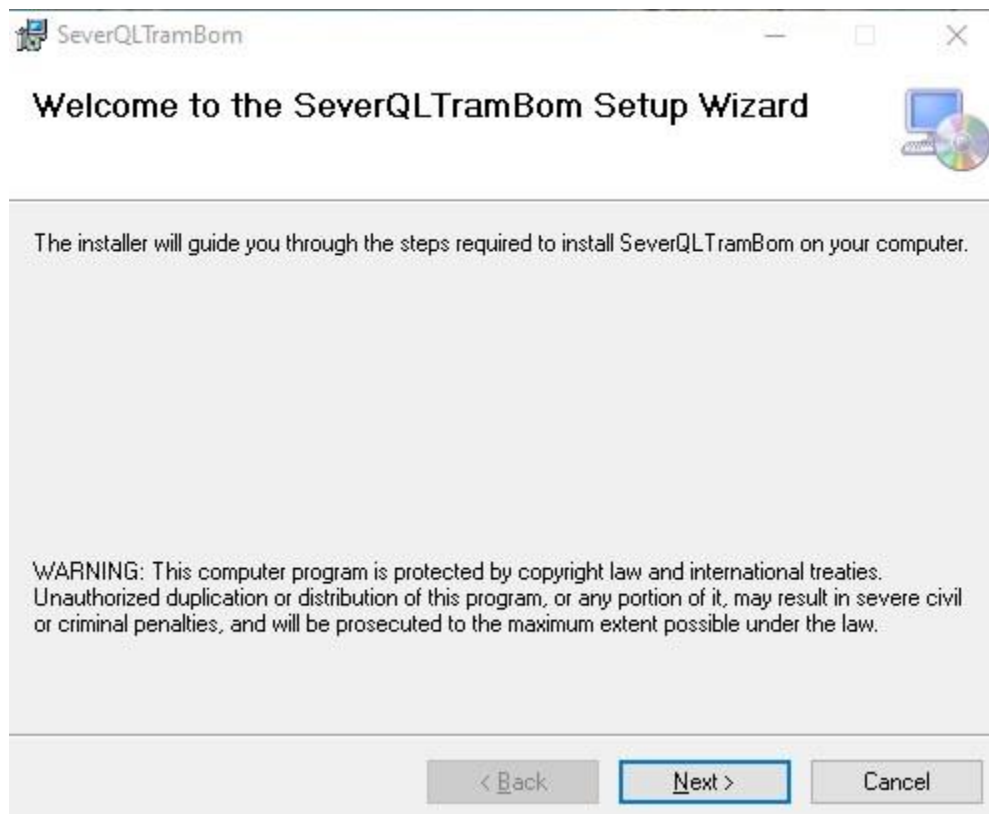 SeverQLTramBom
Welcome to the SeverQLTramBom Setup Wizard
The installer will guide you through the steps required to install SeverQLTramBom on your computer.
WARNING: This computer program is protected by copyright law and international treaties.
Unauthorized duplication or distribution of this program, or any portion of it, may result in severe civil
or criminal penalties, and will be prosecuted to the maximum extent possible under the law.
< Back
Next >
Cancel